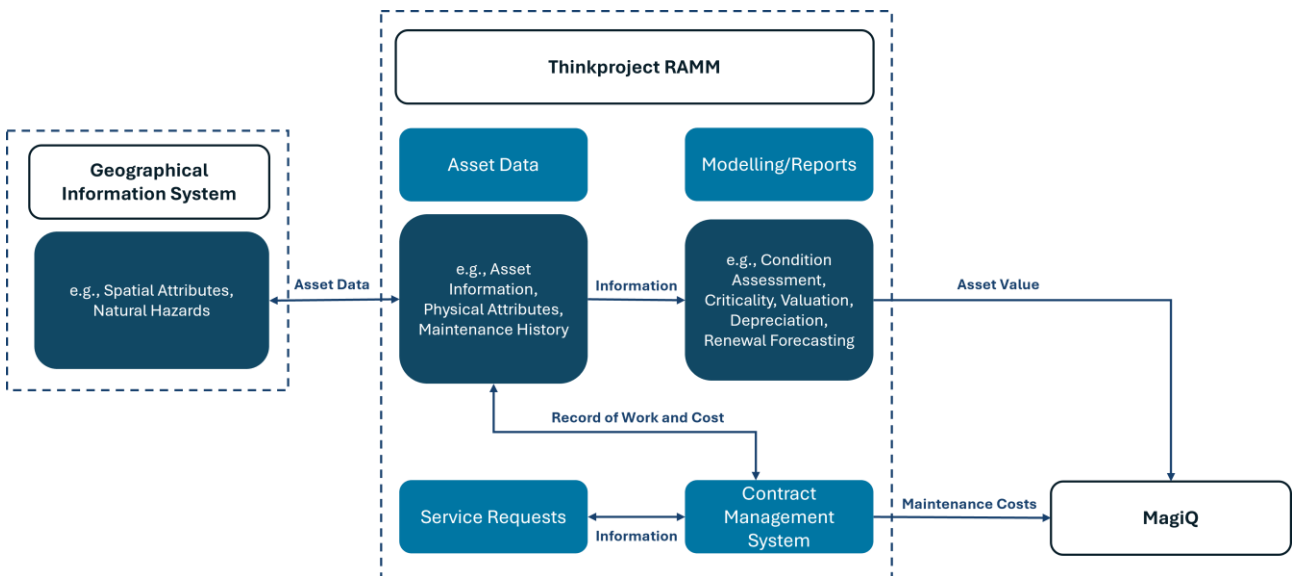 Thinkproject RAMM
Geographical
Information System
Asset Data
Modelling/Reports
e.g., Spatial Attributes,
Natural Hazards
Asset Data
e.g., Asset
Information,
Physical Attributes,
Maintenance History
Information
e.g., Condition
Assessment,
Criticality, Valuation,
Depreciation,
Renewal Forecasting
Asset Value
Record of Work and Cost
Service Requests
Information
Contract
Management
System
Maintenance Costs
MagiQ